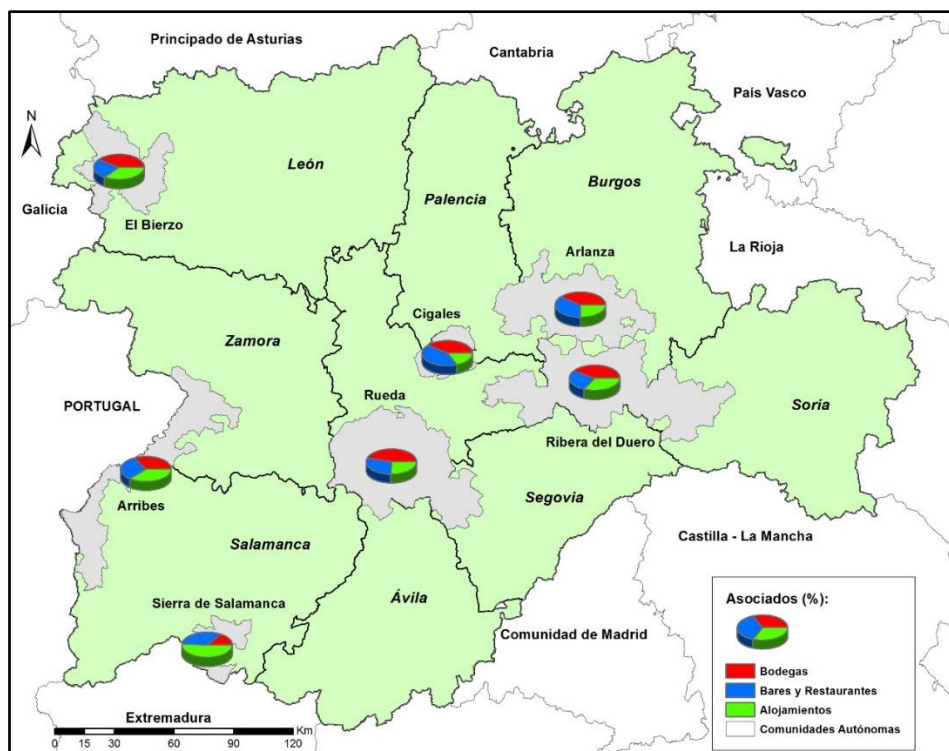 Principado de Asturias
Cantabria
País Vasco
N
León
Palencia
Burgos
Galicia
El Bierzo
La Rioja
Arlanza
Cigales
Zamora
Rueda
PORTUGAL
Soria
Ribera del Duero
Segovia
Arribes
Castilla - La Mancha
Salamanca
Ávila
Sierra de Salamanca
Comunidad de Madrid
Asociados (%):
Bodegas
Bares y Restaurantes
Alojamientos
Comunidades Autónomas
Extremadura
Km
0 15 30 60 90 120